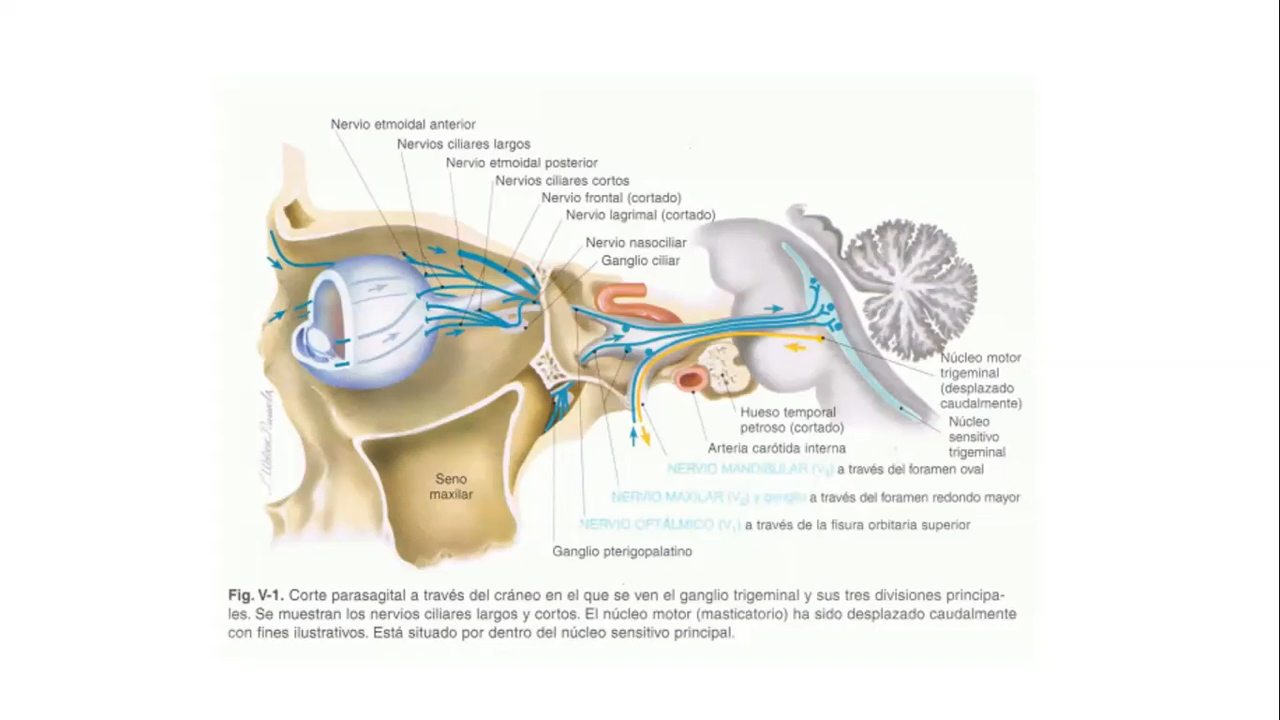 Nervio etmoidal anterior
Nervios ciliares largos
Nervio etmoidal posterior
Nervios ciliares cortos
Nervio frontal (cortado)
Nervio lagrimal (cortado)
Nervio nasociliar
Ganglio ciliar
Núcleo motor
trigeminal
(desplazado
caudalmente)
Núcleo
sensitivo
trigeminal
Hueso temporal
petroso (cortado)
Arteria carótida interna
NERVIO MANDIBULAR (V₃) a través del foramen oval
NERVIO MAXILAR (V₂) y ganglio a través del foramen redondo mayor
NERVIO OFTÁLMICO (V₁) a través de la fisura orbitaria superior
Seno
maxilar
Ganglio pterigopalatino
Fig. V-1. Corte parasagital a través del cráneo en el que se ven el ganglio trigeminal y sus tres divisiones principa-
les. Se muestran los nervios ciliares largos y cortos. El núcleo motor (masticatorio) ha sido desplazado caudalmente
con fines ilustrativos. Está situado por dentro del núcleo sensitivo principal.